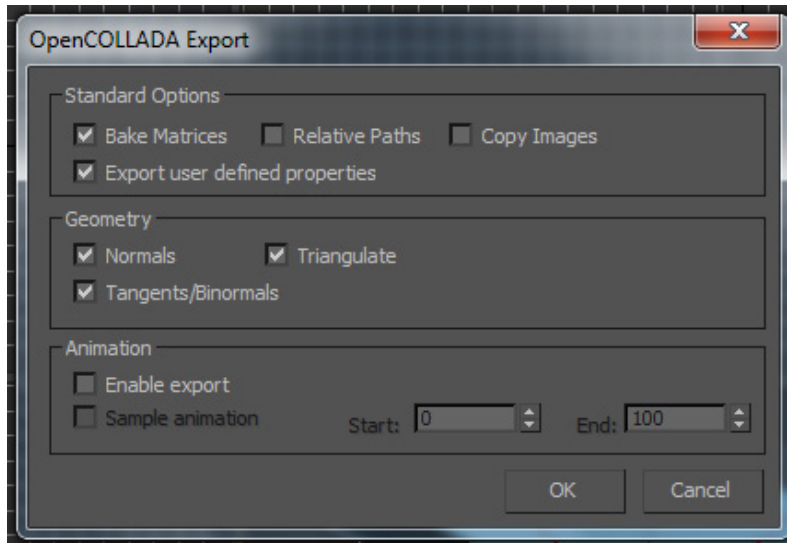 OpenCOLLADA Export
Standard Options
Bake Matrices Relative Paths Copy Images
Export user defined properties
Geometry
Normals Triangulate
Tangents/Binormals
Animation
Enable export
Sample animation Start: 0 End: 100
OK Cancel